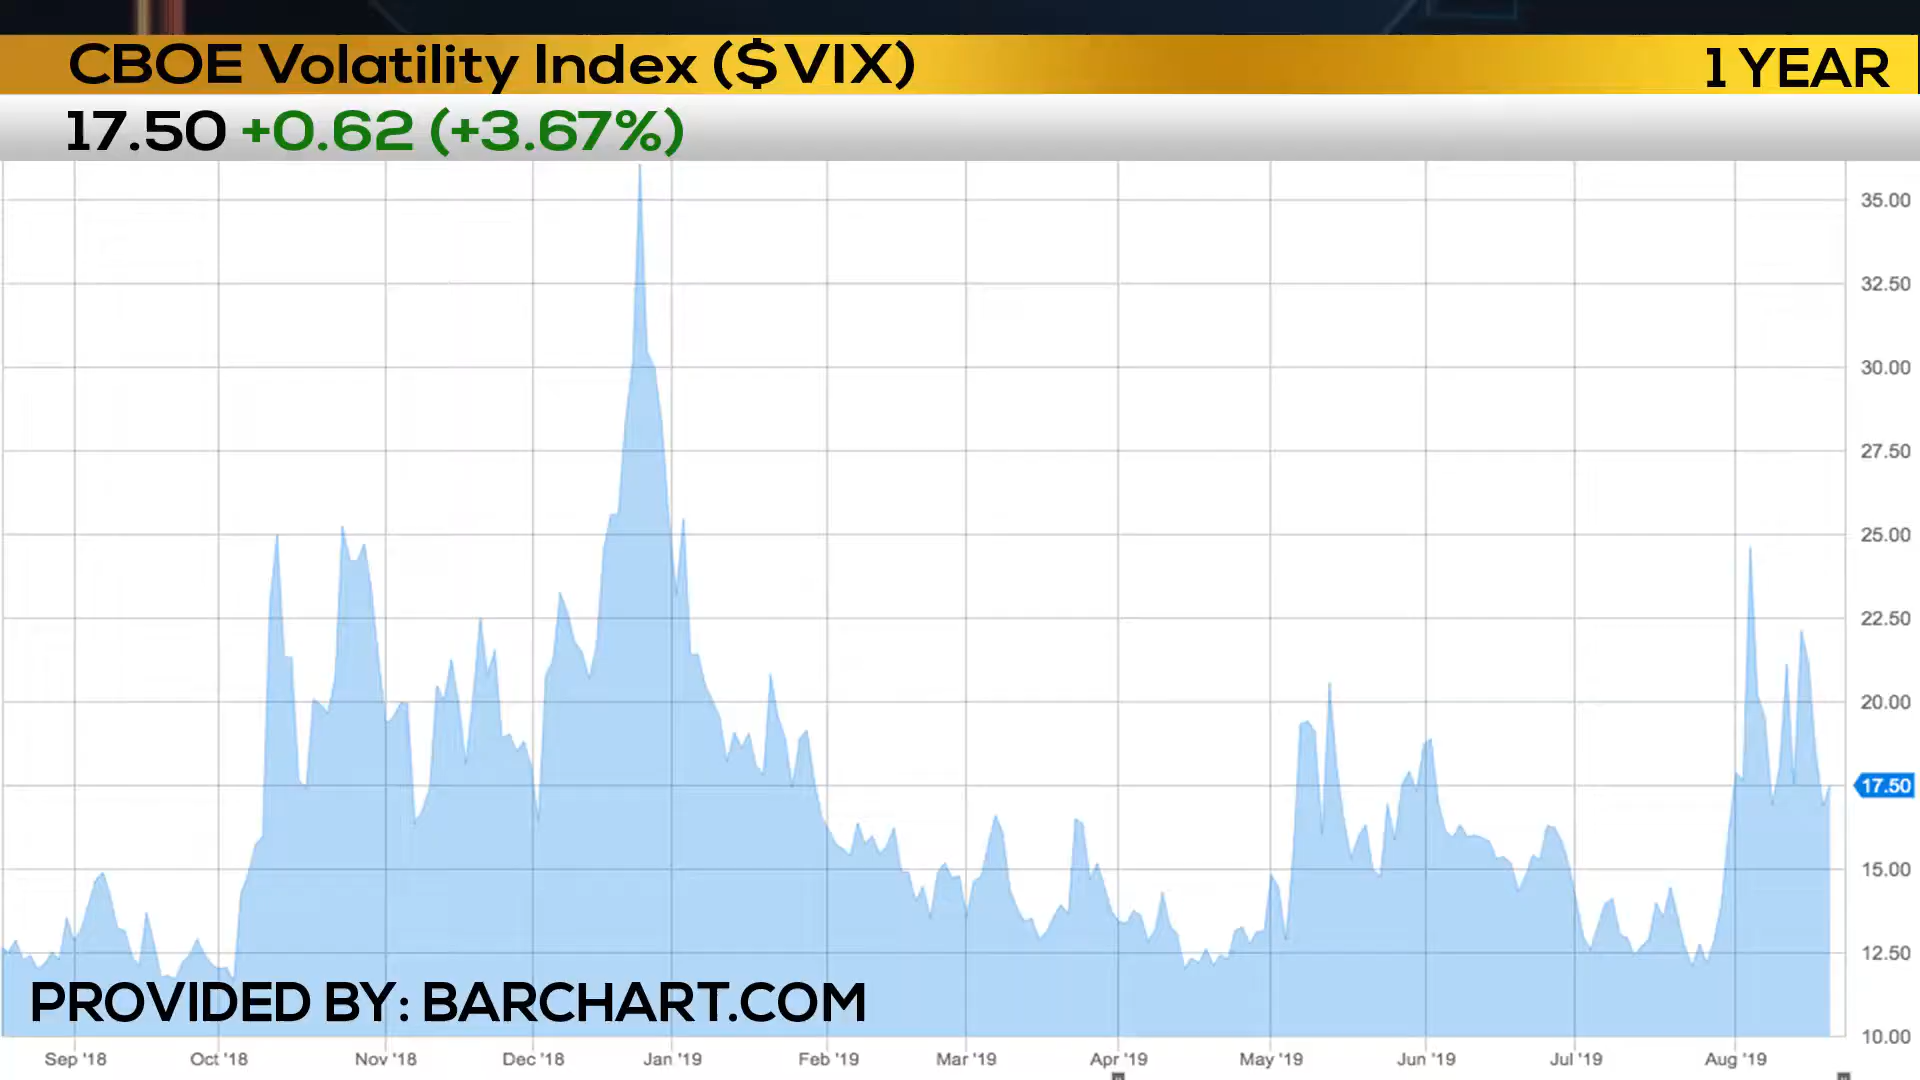 CBOE Volatility Index ($VIX)
1 YEAR
17.50 +0.62 (+3.67%)
35.00
32.50
30.00
27.50
25.00
22.50
20.00
17.50
15.00
12.50
10.00
PROVIDED BY: BARCHART.COM
Sep '18 Oct '18 Nov '18 Dec '18 Jan '19 Feb '19 Mar '19 Apr '19 May '19 Jun '19 Jul '19 Aug '19